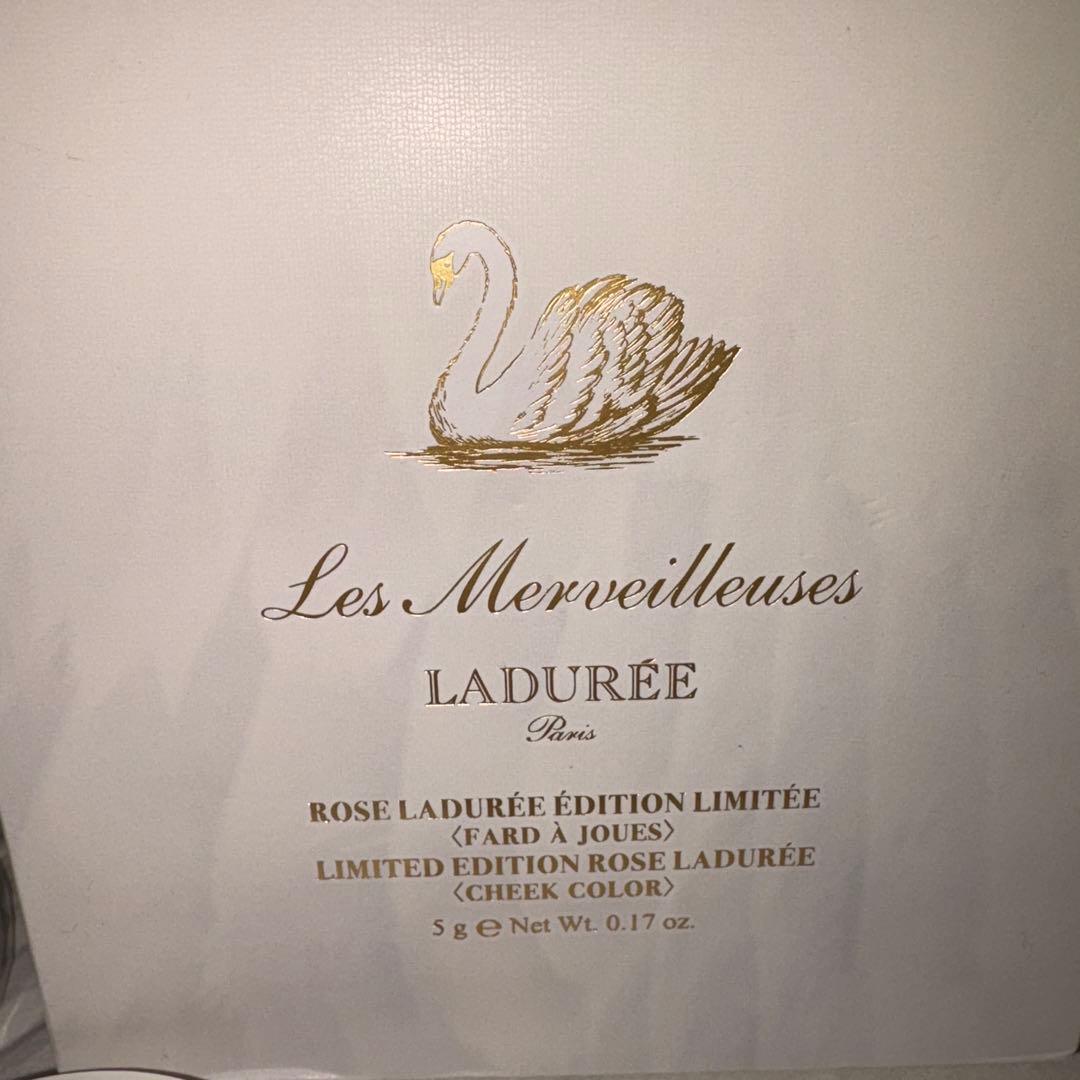 Les Merveilleuses
LADURÉE
Paris
ROSE LADURÉE ÉDITION LIMITÉE
〈FARD À JOUES〉
LIMITED EDITION ROSE LADURÉE
〈CHEEK COLOR〉
5 g ℮ Net Wt. 0.17 oz.